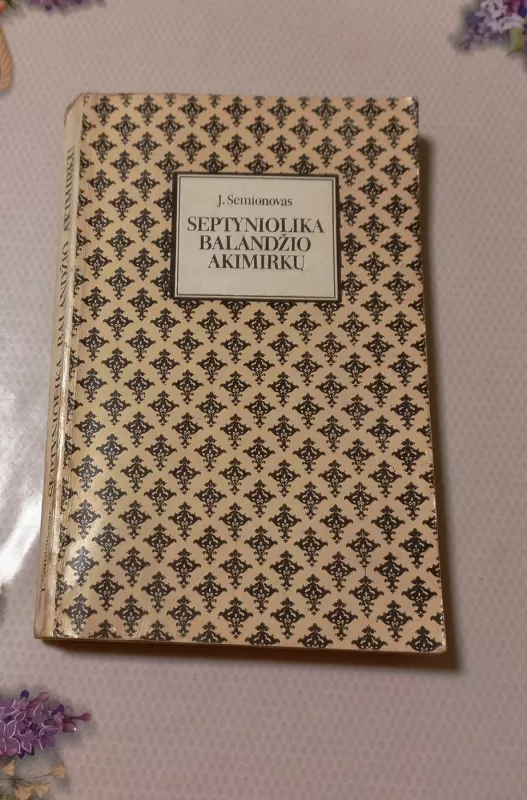 J. Semionovas
SEPTYNIOLIKA
BALANDŽIO
AKIMIRKŲ